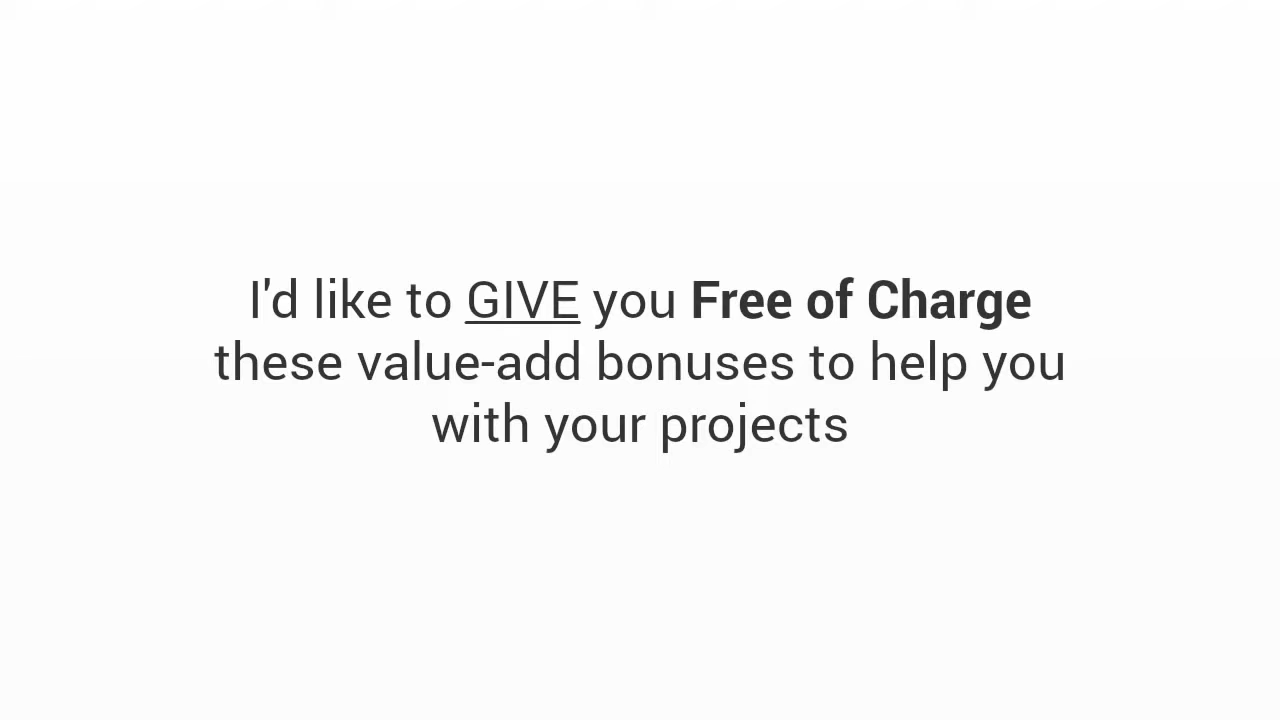 I'd like to GIVE you Free of Charge
these value-add bonuses to help you
with your projects